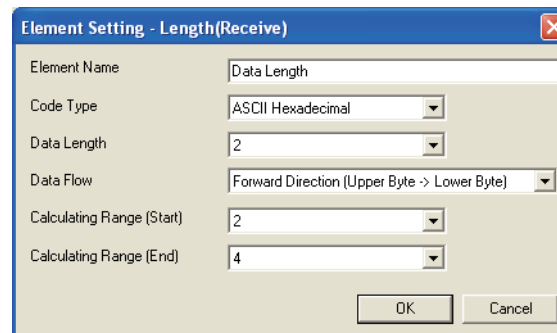 Element Setting - Length(Receive)
Element Name Data Length
Code Type ASCII Hexadecimal
Data Length 2
Data Flow Forward Direction (Upper Byte -> Lower Byte)
Calculating Range (Start) 2
Calculating Range (End) 4
OK Cancel